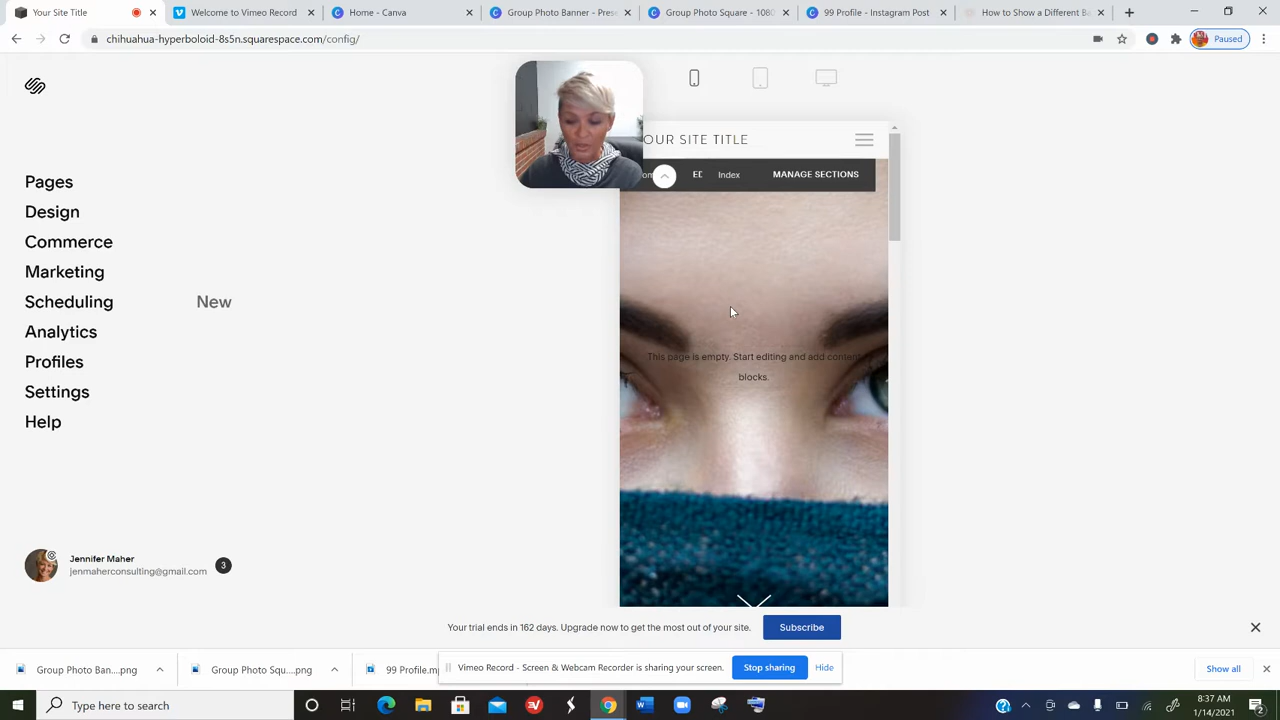 Your Title
Welcome to Vimeo Record
Home - Canva
Group Photo Banner - Pres
Group Photo Square - 1080
99 Profile - Instagram Post
How to Show a Different Ba
chihuahua-hyperboloid-8s5n.squarespace.com/config/
Paused
OUR SITE TITLE
Index
MANAGE SECTIONS
Pages
Design
Commerce
Marketing
Scheduling New
Analytics
Profiles
Settings
Help
This page is empty. Start editing and add content
blocks.
Jennifer Maher
jenmaherconsulting@gmail.com
3
Your trial ends in 162 days. Upgrade now to get the most out of your site.
Subscribe
Group Photo Ban....png
Group Photo Squ....png
99 Profile.m
Vimeo Record - Screen & Webcam Recorder is sharing your screen.
Stop sharing
Hide
Show all
Type here to search
8:37 AM
1/14/2021
2